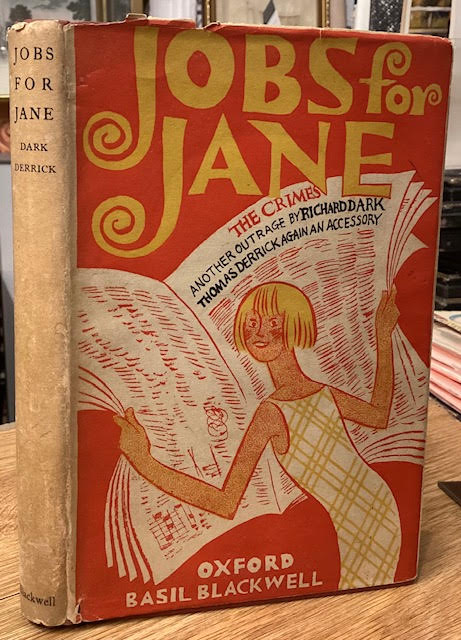 JOBS
FOR
JANE
DARK
DERRICK
JOBS for
JANE
THE CRIMES
ANOTHER OUTRAGE BY RICHARD DARK
THOMAS DERRICK AGAIN AN ACCESSORY
OXFORD
BASIL BLACKWELL